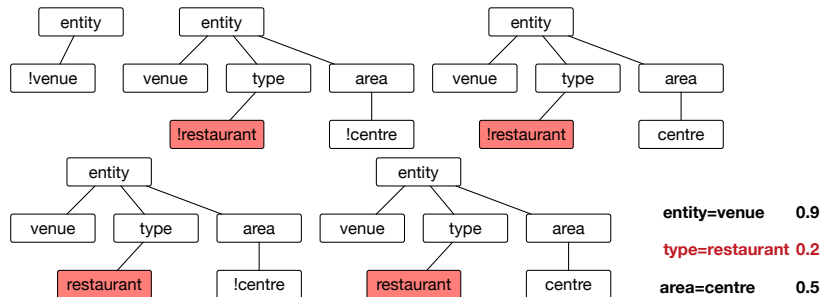 entity entity entity
!venue venue type area venue type area
!restaurant !centre !restaurant centre
entity entity
venue type area venue type area
entity=venue 0.9
type=restaurant 0.2
restaurant !centre restaurant centre
area=centre 0.5